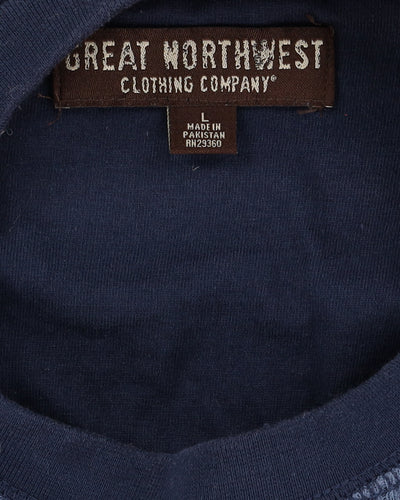 GREAT NORTHWEST
CLOTHING COMPANY®
L
MADE IN
PAKISTAN
RN29360